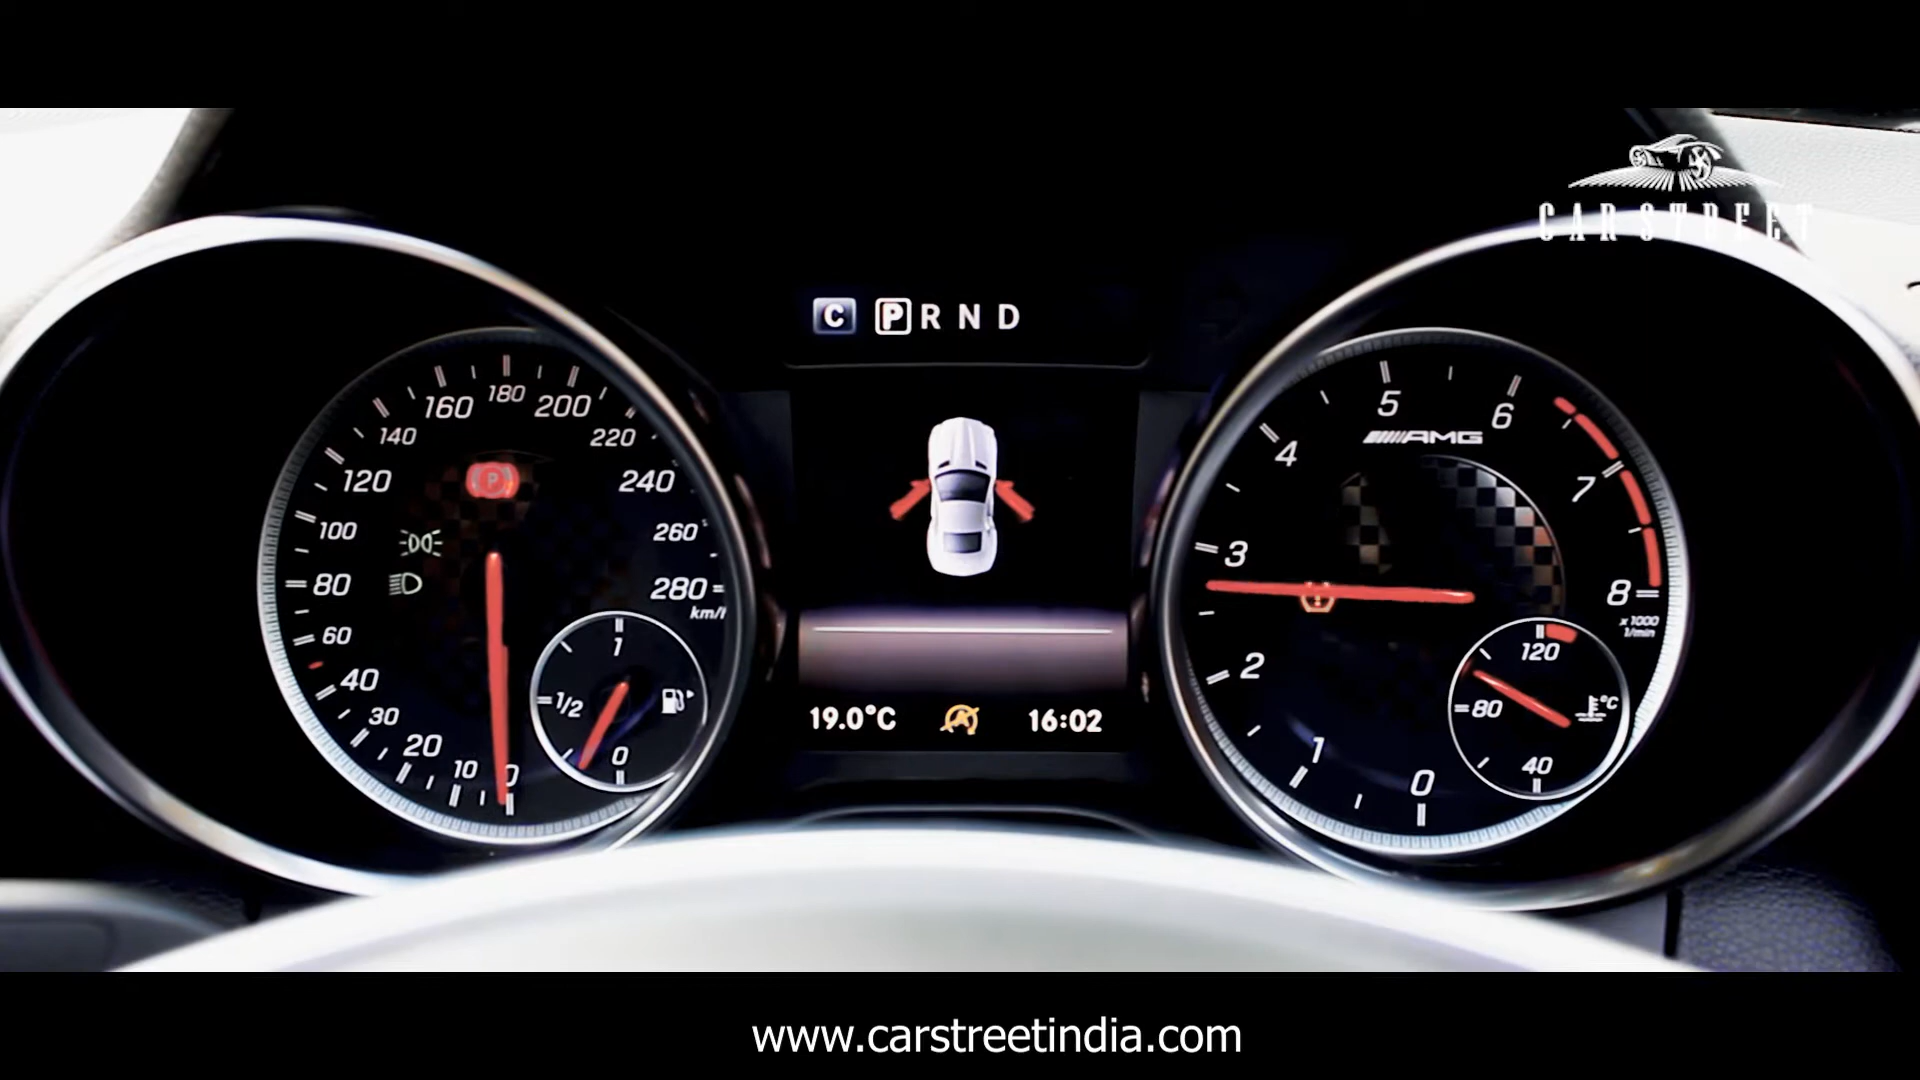 CARSTREET
C P R N D
160 180 200
140 220
120 240
P
100 260
80 280
km/h
60
40
30
20
10 0
1
1/2
0
19.0°C 16:02
AMG
5 6
4 7
3 8
x1000
1/min
2
1
0
120
80 °C
40
www.carstreetindia.com